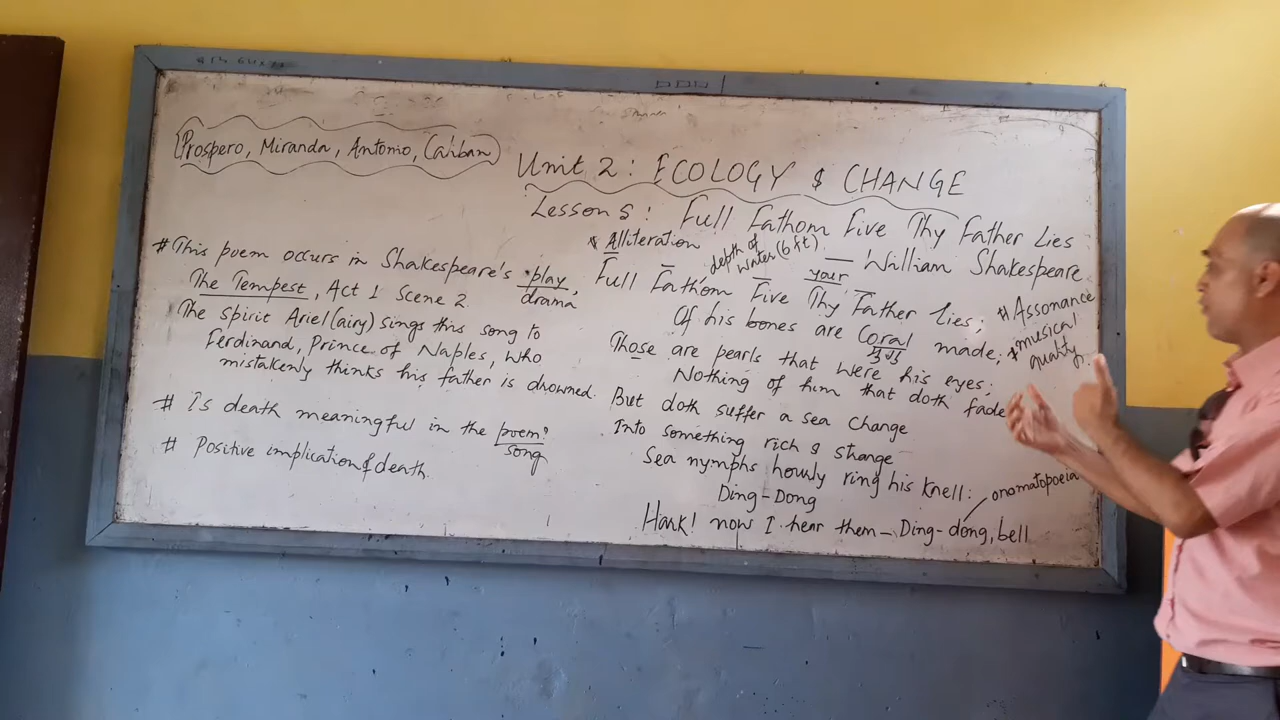 Prospero, Miranda, Antonio, Caliban
Unit 2: ECOLOGY & CHANGE
Lesson 5: Full Fathom Five Thy Father Lies
— William Shakespeare
# This poem occurs in Shakespeare's play,
drama
The Tempest, Act 1 Scene 2.
The spirit Ariel (airy) sings this song to
Ferdinand, Prince of Naples, who
mistakenly thinks his father is drowned.
# Is death meaningful in the poem?
song
# Positive implication of death.
* Alliteration
depth of
water (6 ft).
your
Full Fathom Five Thy Father lies;
Of his bones are Coral made;
Those are pearls that were his eyes;
Nothing of him that doth fade
But doth suffer a sea change
Into something rich & strange
Sea nymphs hourly ring his knell:
Ding-Dong
Hark! now I hear them – Ding-dong, bell
# Assonance
* musical
quality
onomatopoeia